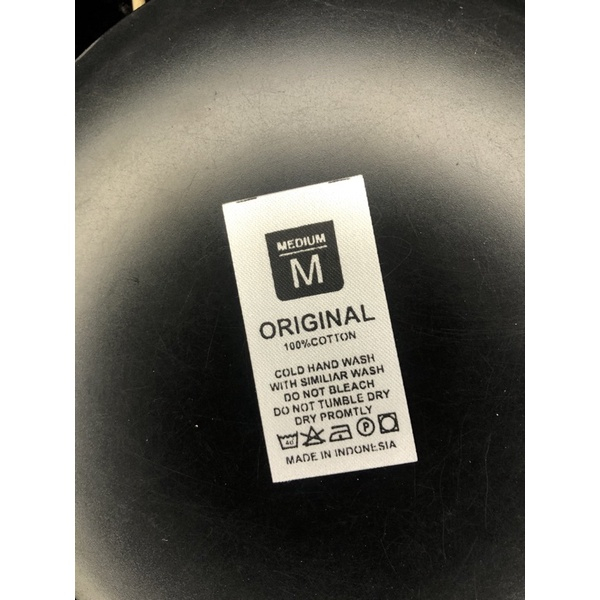 MEDIUM
M
ORIGINAL
100%COTTON
COLD HAND WASH
WITH SIMILIAR WASH
DO NOT BLEACH
DO NOT TUMBLE DRY
DRY PROMTLY
40 P
MADE IN INDONESIA